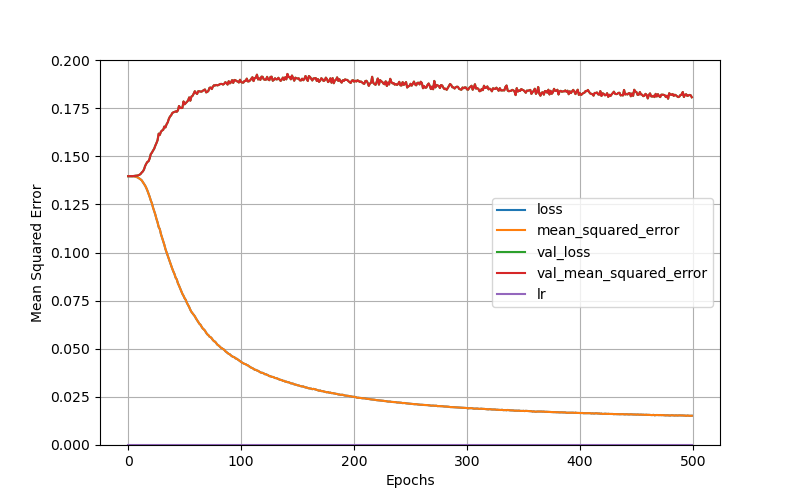 0.200
0.175
0.150
0.125
0.100
0.075
0.050
0.025
0.000
Mean Squared Error
loss
mean_squared_error
val_loss
val_mean_squared_error
lr
0 100 200 300 400 500
Epochs